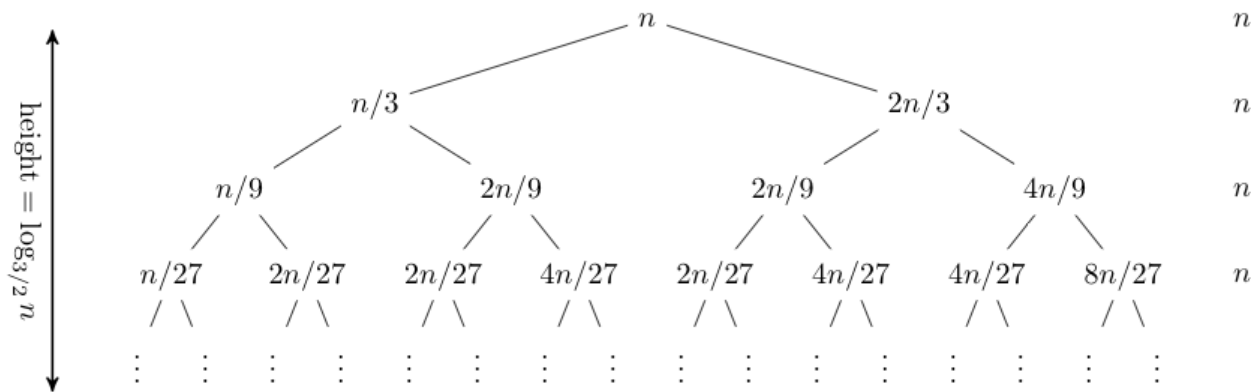 n n
n/3 2n/3 n
n/9 2n/9 2n/9 4n/9 n
n/27 2n/27 2n/27 4n/27 2n/27 4n/27 4n/27 8n/27 n
⋮ ⋮ ⋮ ⋮ ⋮ ⋮ ⋮ ⋮ ⋮ ⋮ ⋮ ⋮ ⋮ ⋮ ⋮ ⋮
height = log_{3/2} n